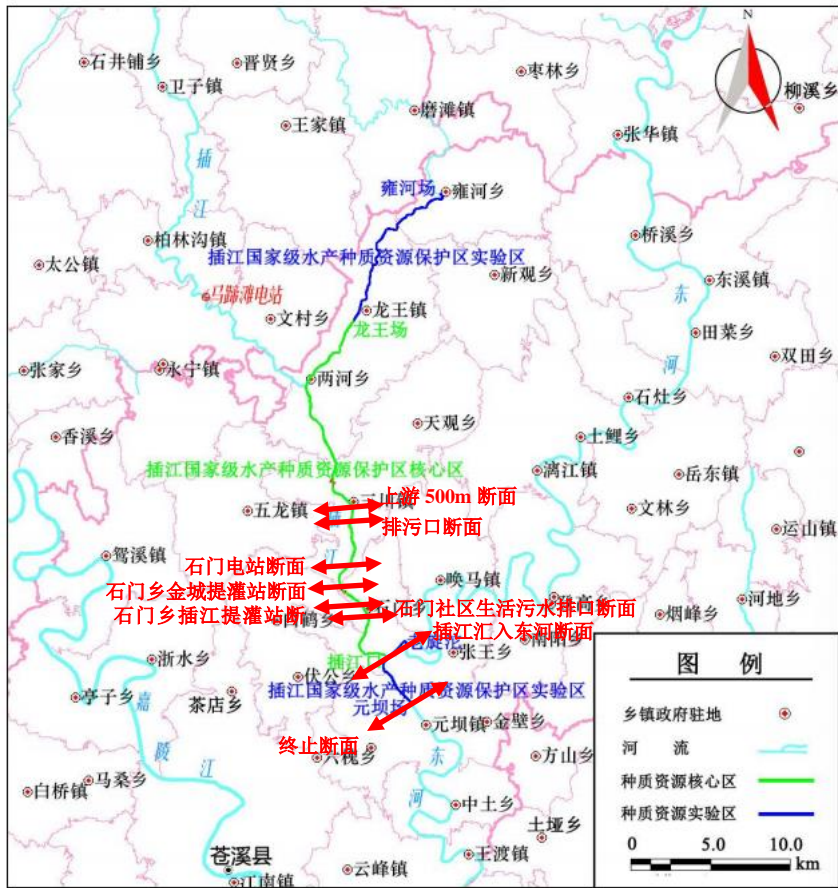 N
石井铺乡
晋贤乡
枣林乡
卫子镇
柳溪乡
磨滩镇
王家镇
张华镇
插
江
雍河场
雍河乡
柏林沟镇
桥溪乡
插江国家级水产种质资源保护区实验区
太公镇
新观乡
东溪镇
马蹄滩电站
东
河
文村乡
龙王镇
龙王场
田菜乡
双田乡
张家乡
永宁镇
两河乡
石灶乡
天观乡
香溪乡
土鲤乡
插江国家级水产种质资源保护区核心区
漓江镇
岳东镇
上游 500m 断面
五龙镇
文林乡
排污口断面
运山镇
江
鸳溪镇
石门电站断面
唤马镇
石门乡金城提灌站断面
河地乡
石门乡插江提灌站断
石门社区生活污水排口断面
烟峰乡
白鹤乡
插江汇入东河断面
浙水乡
张王乡
南阳乡
图 例
伏公乡
插江国家级水产种质资源保护区实验区
亭子乡
茶店乡
元坝场
嘉
陵
江
元坝镇
金壁乡
乡镇政府驻地
终止断面
河 流
六槐乡
方山乡
东
河
种质资源核心区
马桑乡
白桥镇
中土乡
种质资源实验区
土垭乡
0 5.0 10.0
km
苍溪县
王渡镇
云峰镇
江南镇